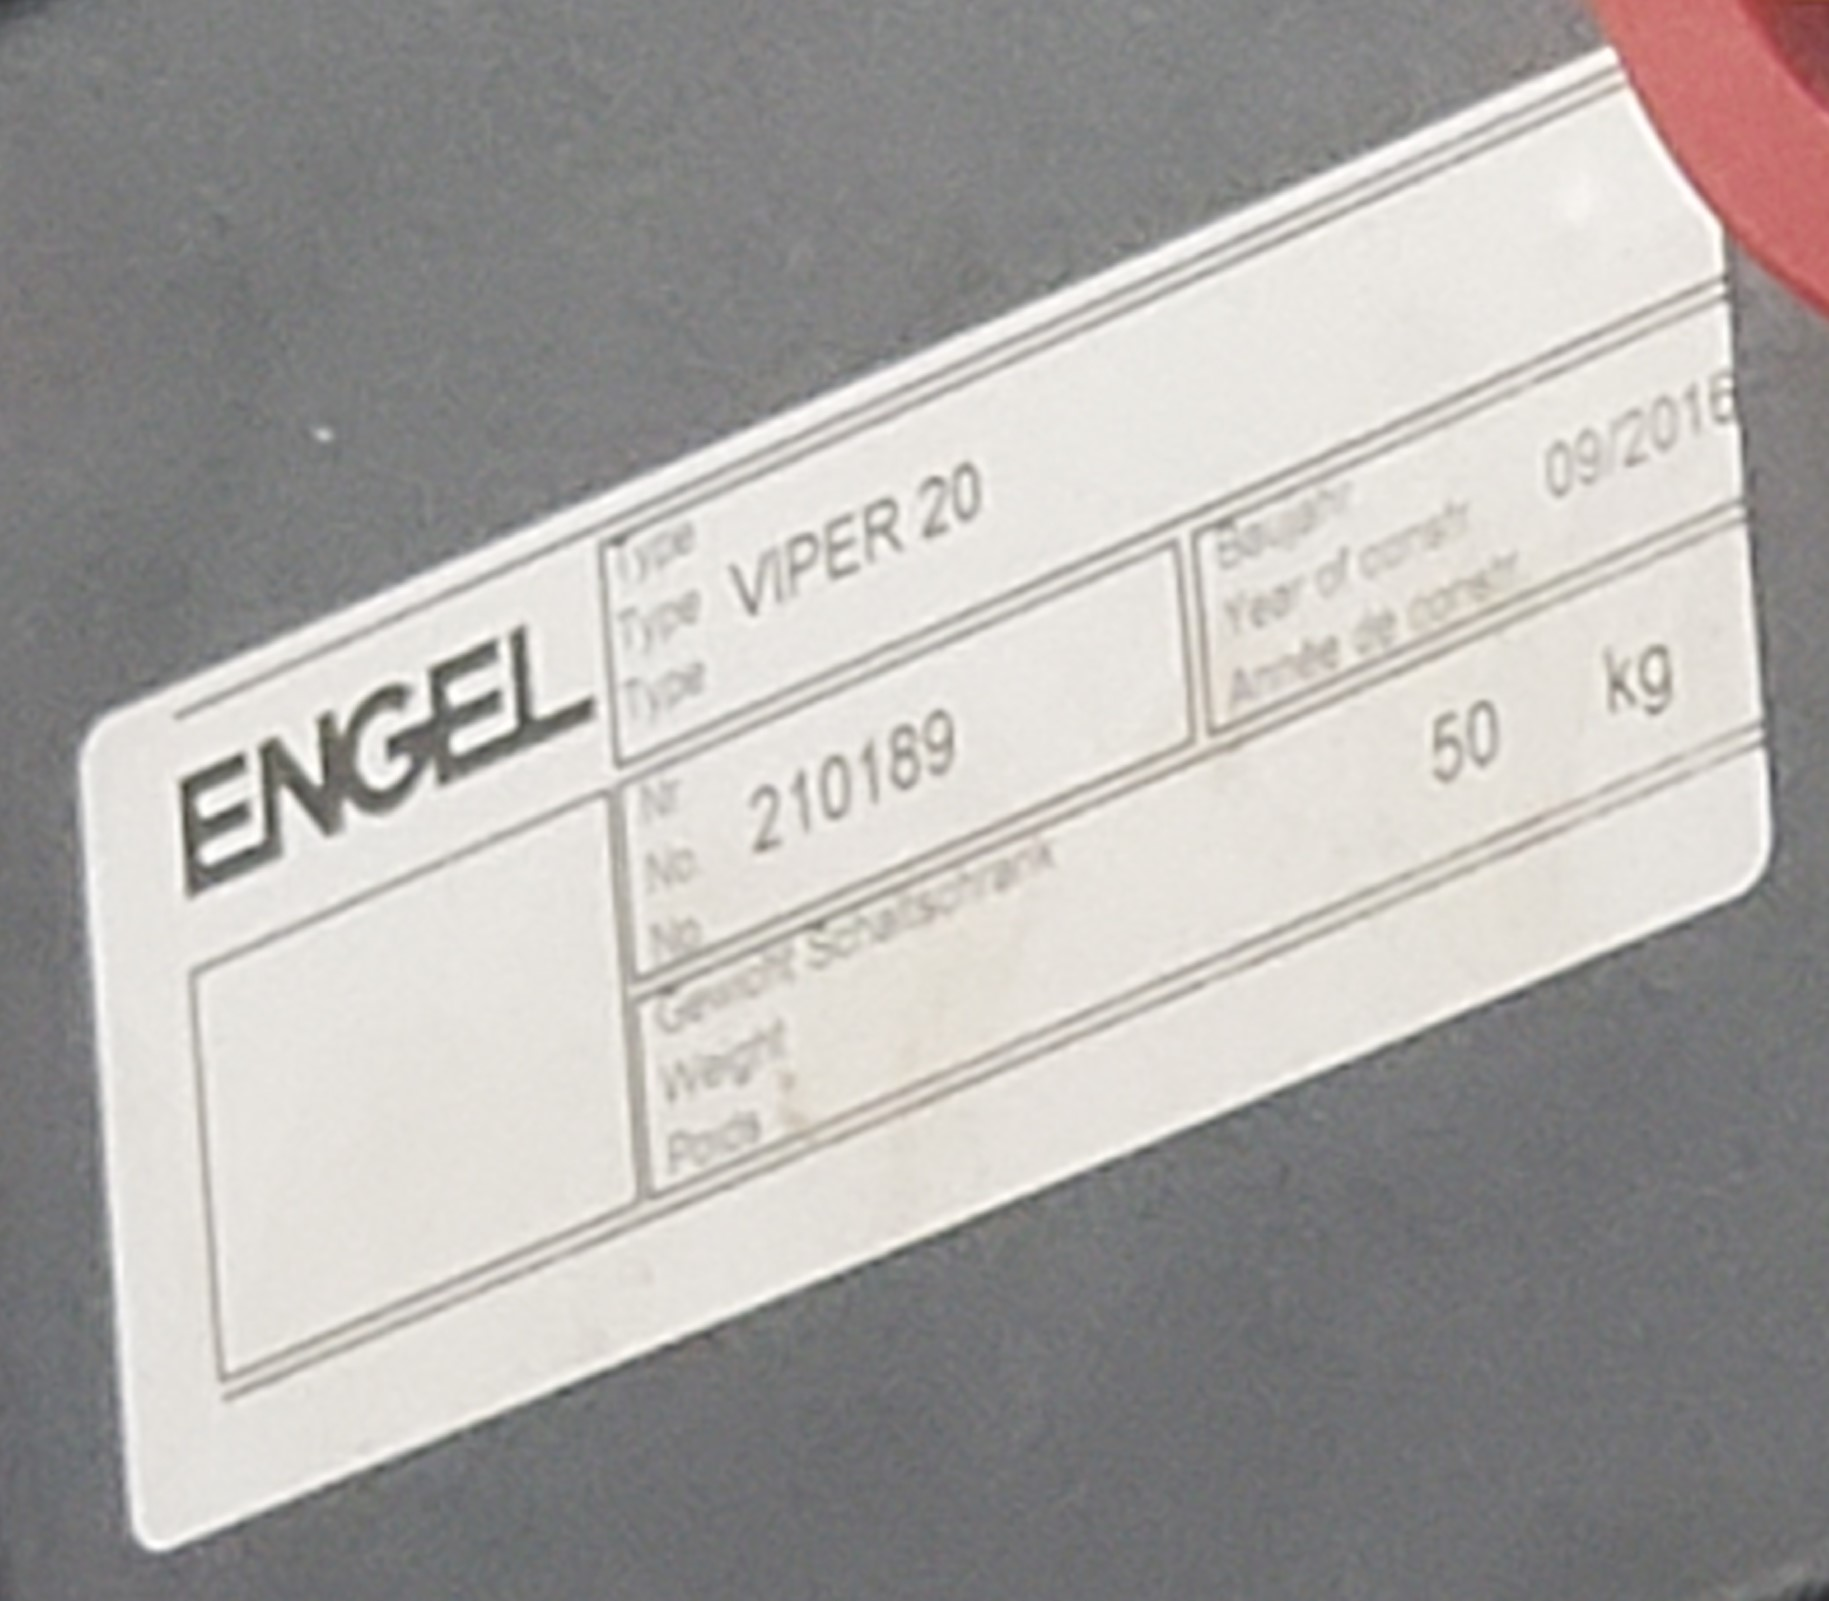 ENGEL
Type
Type VIPER 20
Type
Nr.
No. 210189
No.
Baujahr
Year of constr.
Année de constr.
09/2016
Gewicht Schaltschrank
Weight
Poids
50 kg